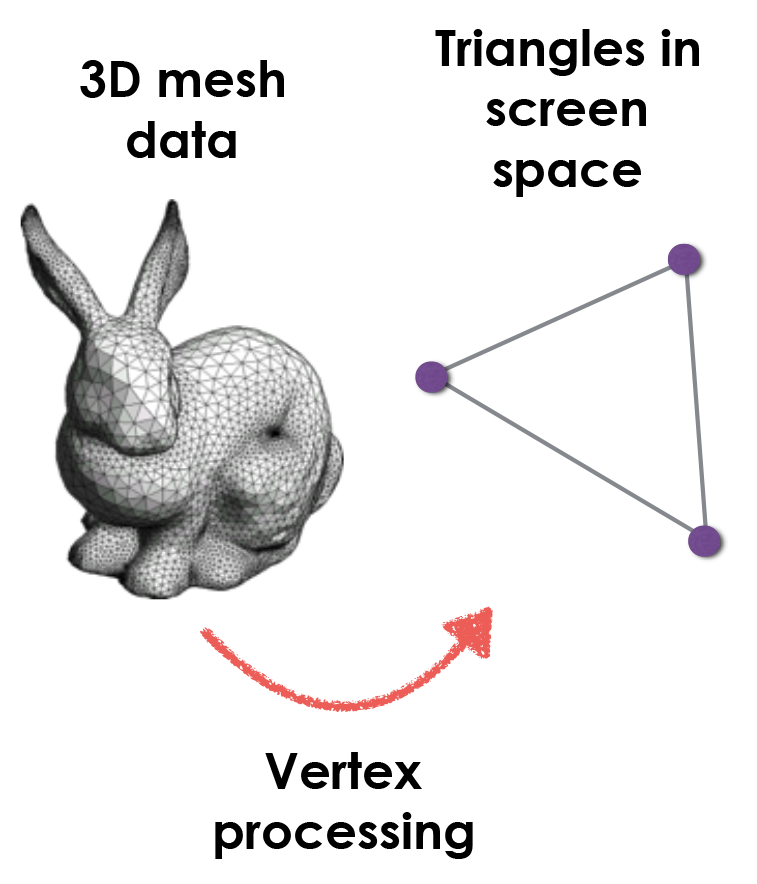 3D mesh
data
Triangles in
screen
space
Vertex
processing